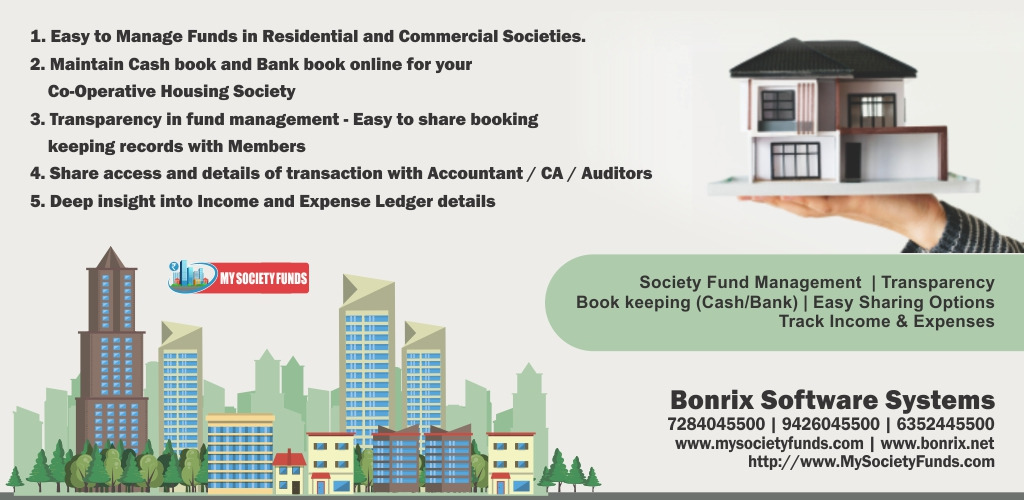 1. Easy to Manage Funds in Residential and Commercial Societies.
2. Maintain Cash book and Bank book online for your
Co-Operative Housing Society
3. Transparency in fund management - Easy to share booking
keeping records with Members
4. Share access and details of transaction with Accountant / CA / Auditors
5. Deep insight into Income and Expense Ledger details
MY SOCIETY FUNDS
Society Fund Management | Transparency
Book keeping (Cash/Bank) | Easy Sharing Options
Track Income & Expenses
Bonrix Software Systems
7284045500 | 9426045500 | 6352445500
www.mysocietyfunds.com | www.bonrix.net
http://www.MySocietyFunds.com